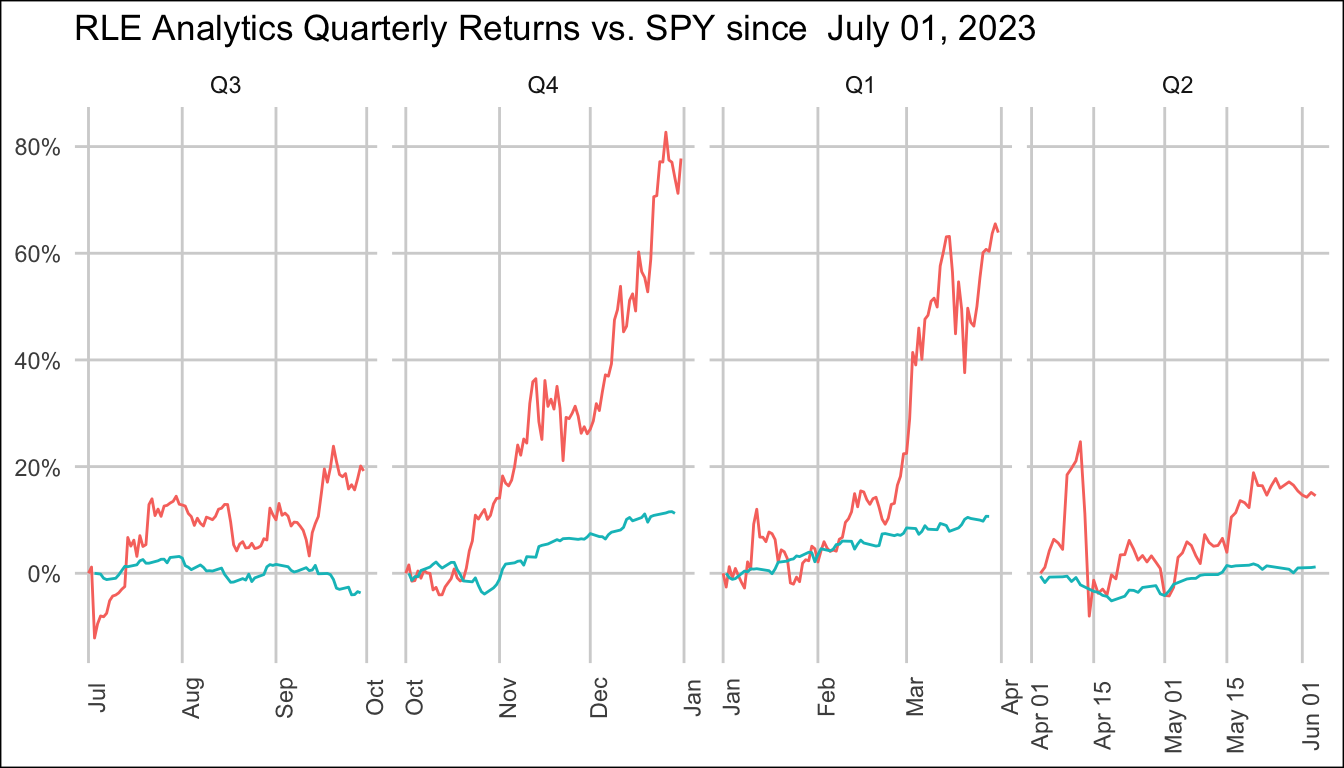 RLE Analytics Quarterly Returns vs. SPY since  July 01, 2023
Q3 Q4 Q1 Q2
80%
60%
40%
20%
0%
Jul Aug Sep Oct Oct Nov Dec Jan Jan Feb Mar Apr Apr 01 Apr 15 May 01 May 15 Jun 01